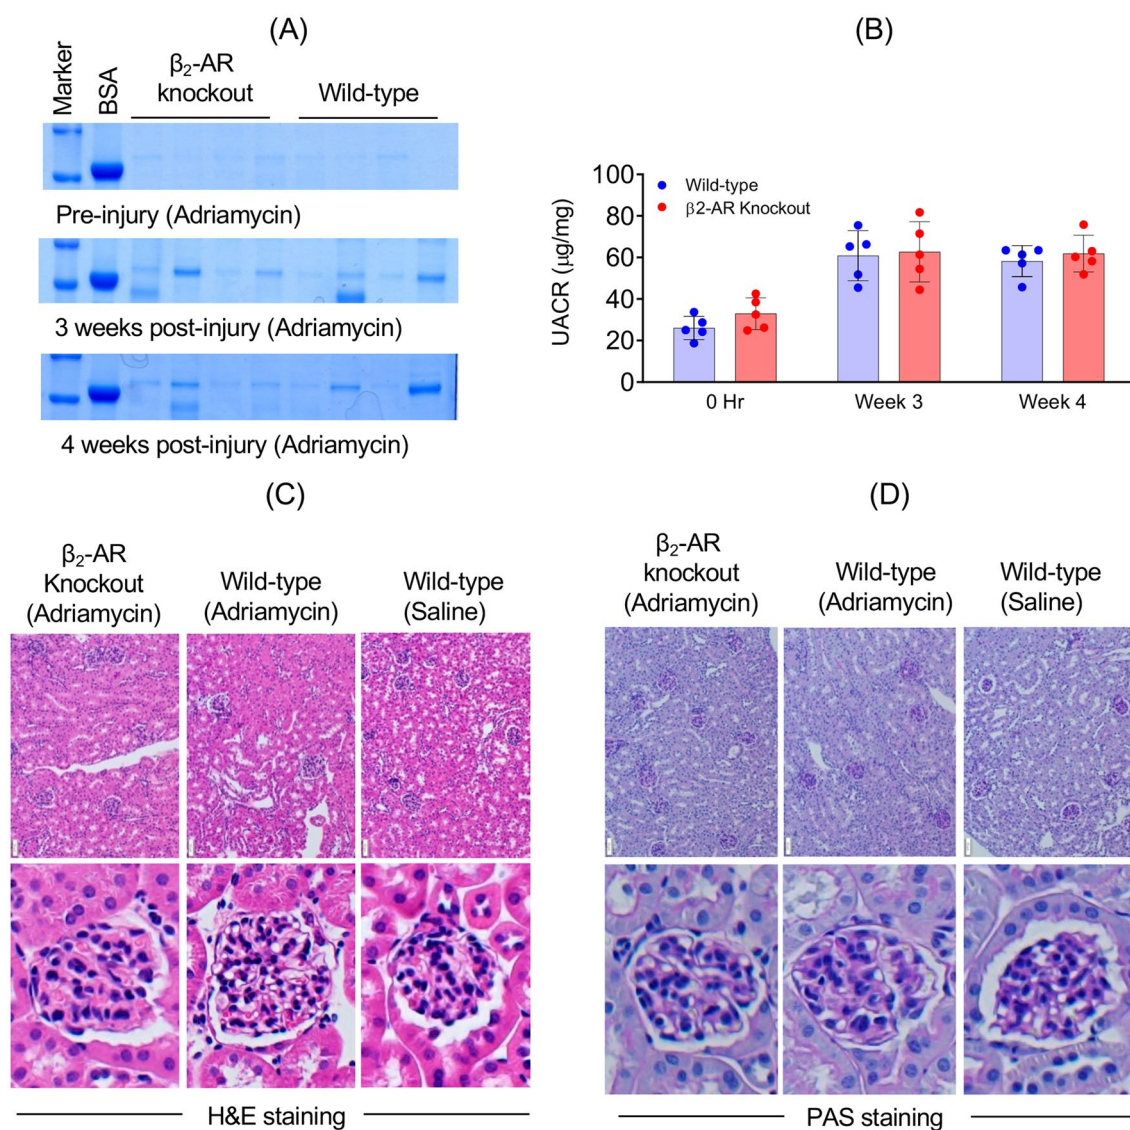 (A)
Marker
BSA
β₂-AR
knockout
Wild-type
Pre-injury (Adriamycin)
3 weeks post-injury (Adriamycin)
4 weeks post-injury (Adriamycin)
(B)
UACR (μg/mg)
100
80
60
40
20
0
Wild-type
β2-AR Knockout
0 Hr
Week 3
Week 4
(C)
β₂-AR
Knockout
(Adriamycin)
Wild-type
(Adriamycin)
Wild-type
(Saline)
H&E staining
(D)
β₂-AR
knockout
(Adriamycin)
Wild-type
(Adriamycin)
Wild-type
(Saline)
PAS staining